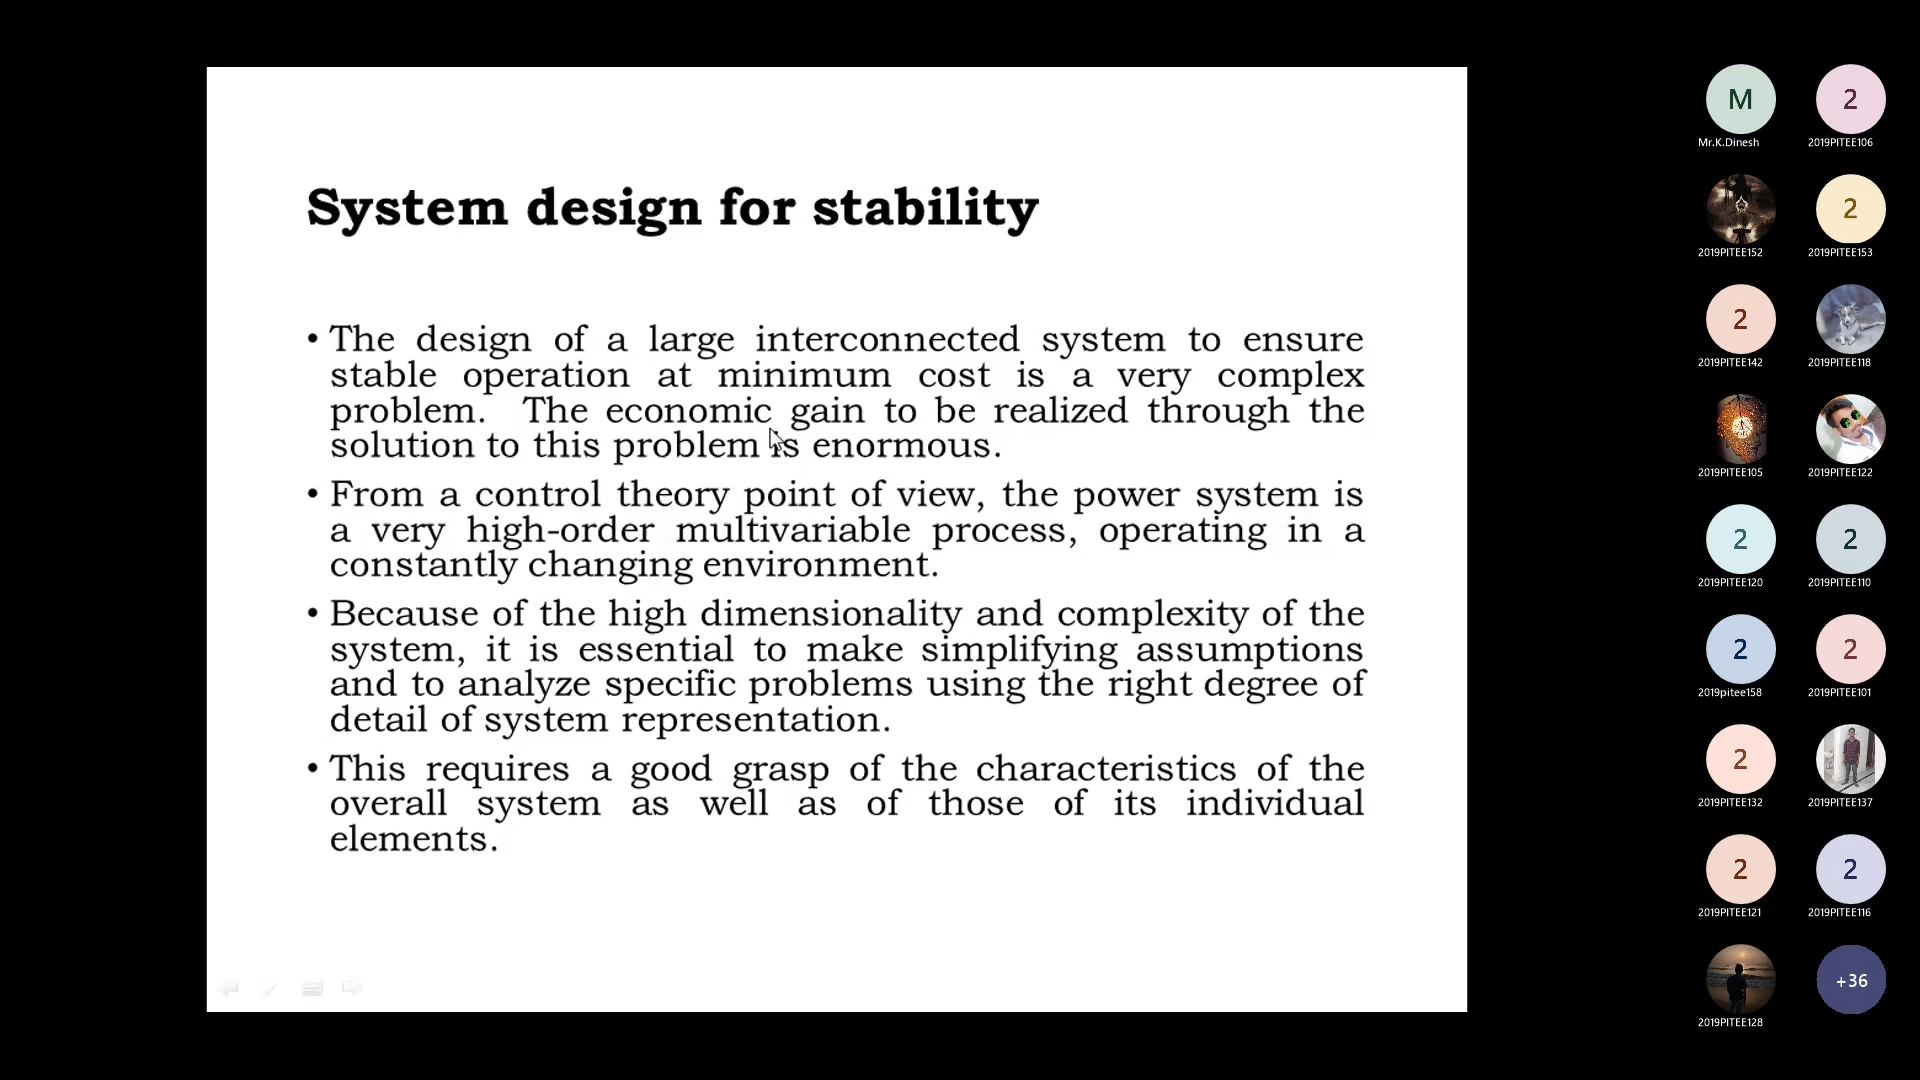 System design for stability
• The design of a large interconnected system to ensure
stable operation at minimum cost is a very complex
problem. The economic gain to be realized through the
solution to this problem is enormous.
• From a control theory point of view, the power system is
a very high-order multivariable process, operating in a
constantly changing environment.
• Because of the high dimensionality and complexity of the
system, it is essential to make simplifying assumptions
and to analyze specific problems using the right degree of
detail of system representation.
• This requires a good grasp of the characteristics of the
overall system as well as of those of its individual
elements.
M 2
Mr.K.Dinesh 2019PITEE106
2
2019PITEE152 2019PITEE153
2
2019PITEE142 2019PITEE118
2019PITEE105 2019PITEE122
2 2
2019PITEE120 2019PITEE110
2 2
2019pitee158 2019PITEE101
2
2019PITEE132 2019PITEE137
2 2
2019PITEE121 2019PITEE116
+36
2019PITEE128